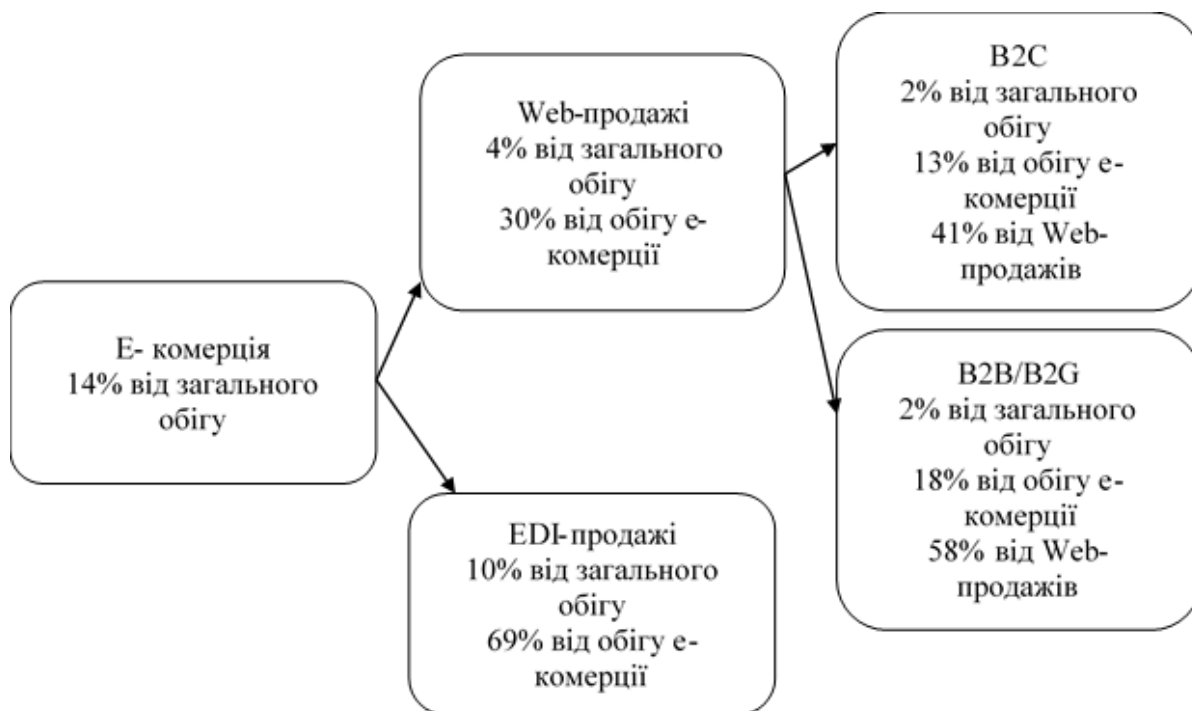 Е- комерція
14% від загального
обігу
Web-продажі
4% від загального
обігу
30% від обігу е-
комерції
EDI-продажі
10% від загального
обігу
69% від обігу е-
комерції
B2C
2% від загального
обігу
13% від обігу е-
комерції
41% від Web-
продажів
B2B/B2G
2% від загального
обігу
18% від обігу е-
комерції
58% від Web-
продажів